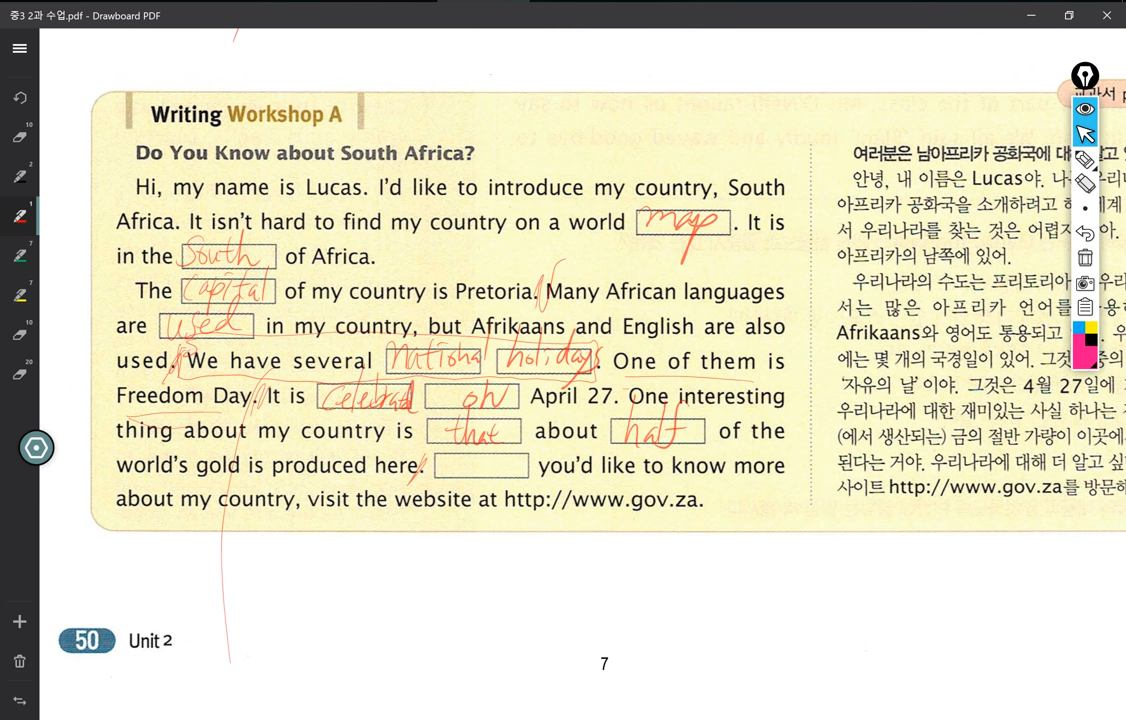 중3 2과 수업.pdf - Drawboard PDF
Writing Workshop A
Do You Know about South Africa?
Hi, my name is Lucas. I'd like to introduce my country, South
Africa. It isn't hard to find my country on a world map. It is
in the South of Africa.
The capital of my country is Pretoria. Many African languages
are used in my country, but Afrikaans and English are also
used. We have several national holidays. One of them is
Freedom Day. It is celebrated on April 27. One interesting
thing about my country is that about half of the
world's gold is produced here. you'd like to know more
about my country, visit the website at http://www.gov.za.
교과서 p
여러분은 남아프리카 공화국에 대
안녕, 내 이름은 Lucas야.
아프리카 공화국을 소개하려고
서 우리나라를 찾는 것은 어렵지
아프리카의 남쪽에 있어.
우리나라의 수도는 프리토리아
서는 많은 아프리카 언어를
Afrikaans와 영어도 통용되고
에는 몇 개의 국경일이 있어. 그것
'자유의 날'이야. 그것은 4월 27일에
우리나라에 대한 재미있는 사실 하나는
(에서 생산되는) 금의 절반 가량이 이곳에
된다는 거야. 우리나라에 대해 더 알고 싶
사이트 http://www.gov.za를 방문해
50 Unit 2
7
10
2
1
7
7
10
20